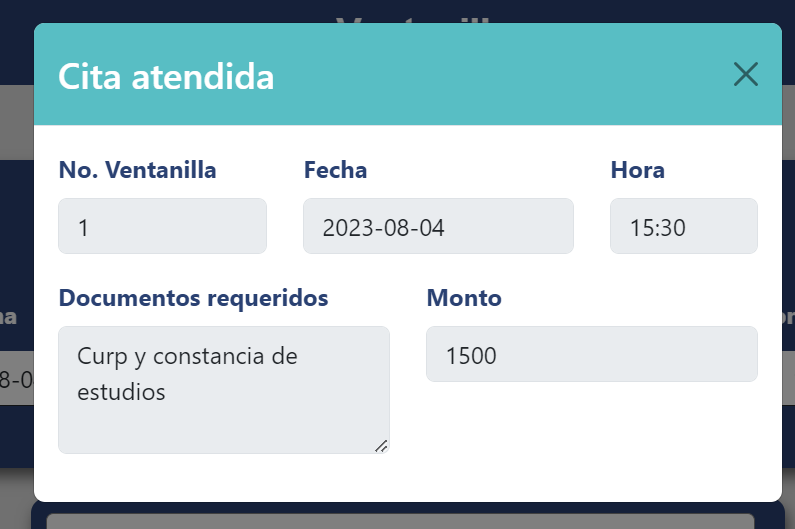 Cita atendida
No. Ventanilla Fecha Hora
1 2023-08-04 15:30
Documentos requeridos Monto
Curp y constancia de 1500
estudios